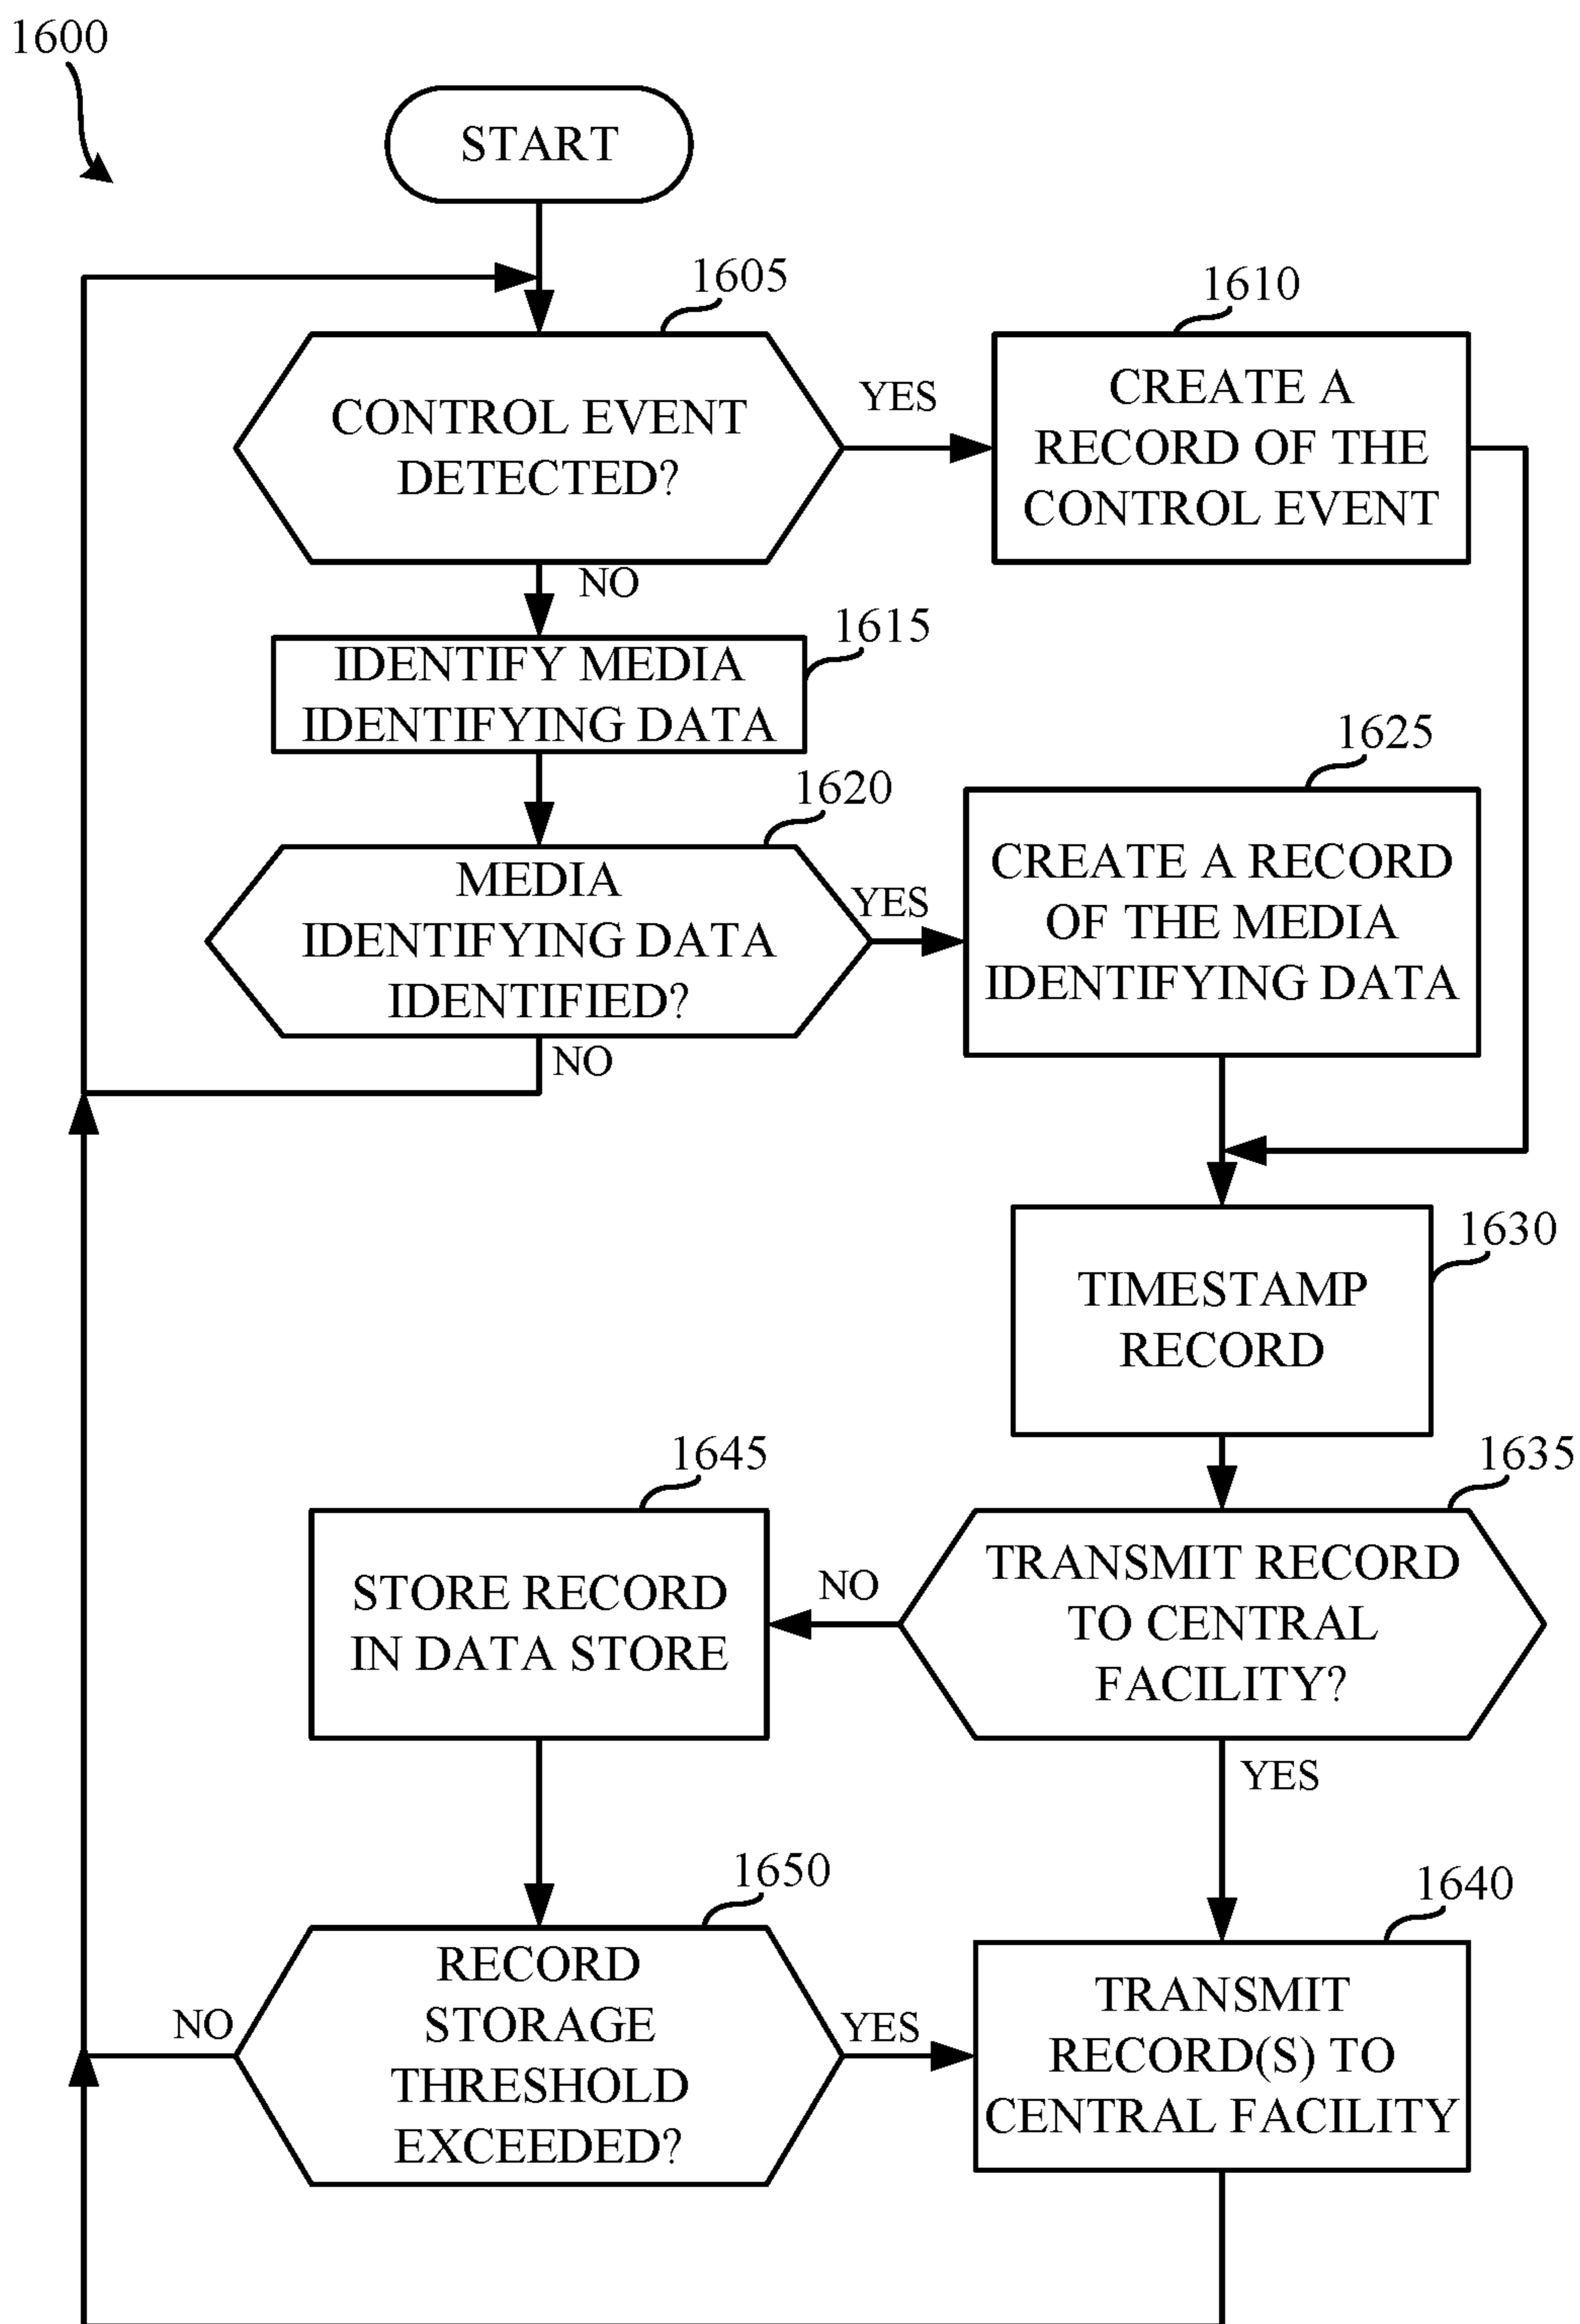 1600
START
1605
CONTROL EVENT
DETECTED?
YES
1610
CREATE A
RECORD OF THE
CONTROL EVENT
NO
1615
IDENTIFY MEDIA
IDENTIFYING DATA
1620
MEDIA
IDENTIFYING DATA
IDENTIFIED?
YES
1625
CREATE A RECORD
OF THE MEDIA
IDENTIFYING DATA
NO
1630
TIMESTAMP
RECORD
1635
TRANSMIT RECORD
TO CENTRAL
FACILITY?
NO
1645
STORE RECORD
IN DATA STORE
YES
1650
RECORD
STORAGE
THRESHOLD
EXCEEDED?
NO
YES
1640
TRANSMIT
RECORD(S) TO
CENTRAL FACILITY